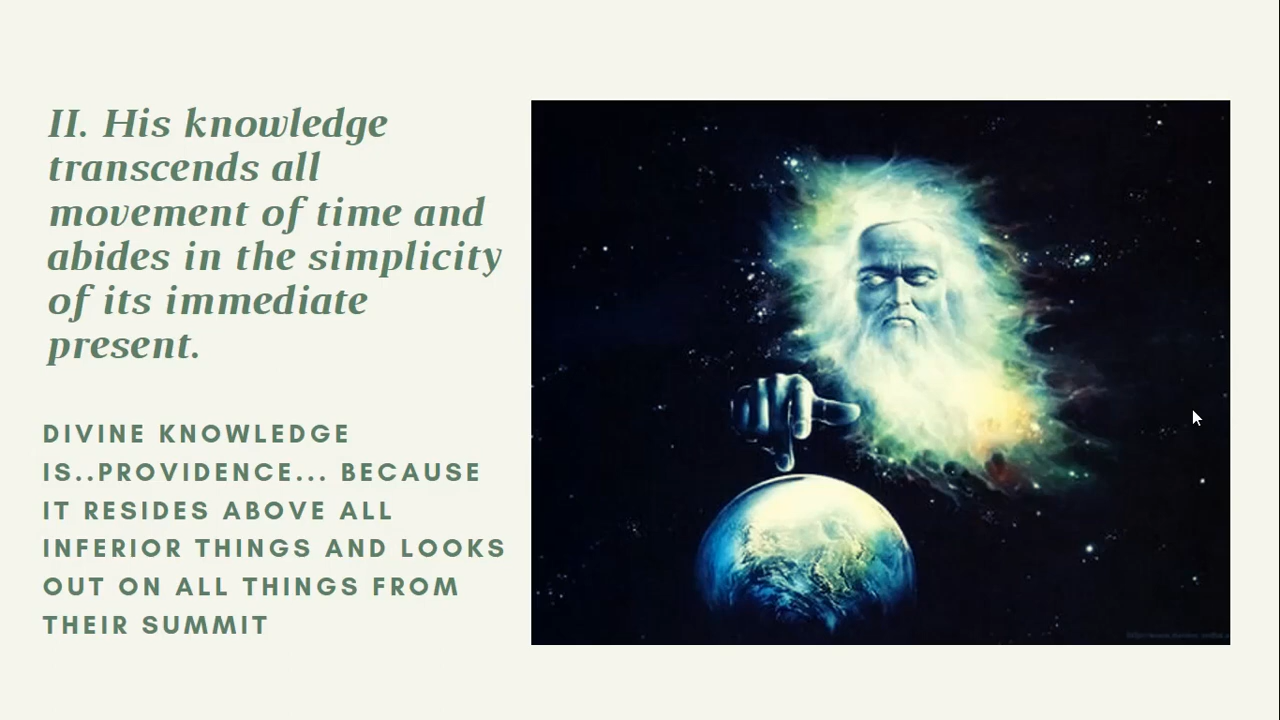 II. His knowledge
transcends all
movement of time and
abides in the simplicity
of its immediate
present.
DIVINE KNOWLEDGE
IS..PROVIDENCE... BECAUSE
IT RESIDES ABOVE ALL
INFERIOR THINGS AND LOOKS
OUT ON ALL THINGS FROM
THEIR SUMMIT